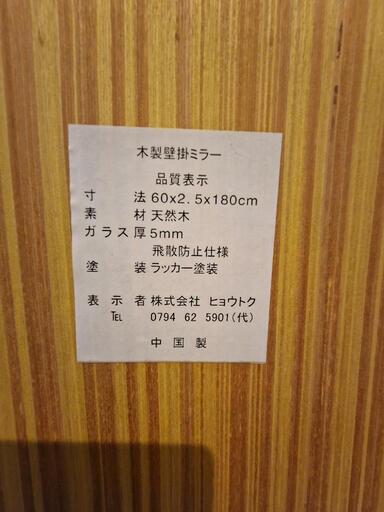 木製壁掛ミラー
品質表示
寸 法 60x2.5x180cm
素 材 天然木
ガラス厚 5mm
飛散防止仕様
塗 装 ラッカー塗装
表 示 者 株式会社 ヒョウトク
℡ 0794 62 5901(代)
中 国 製